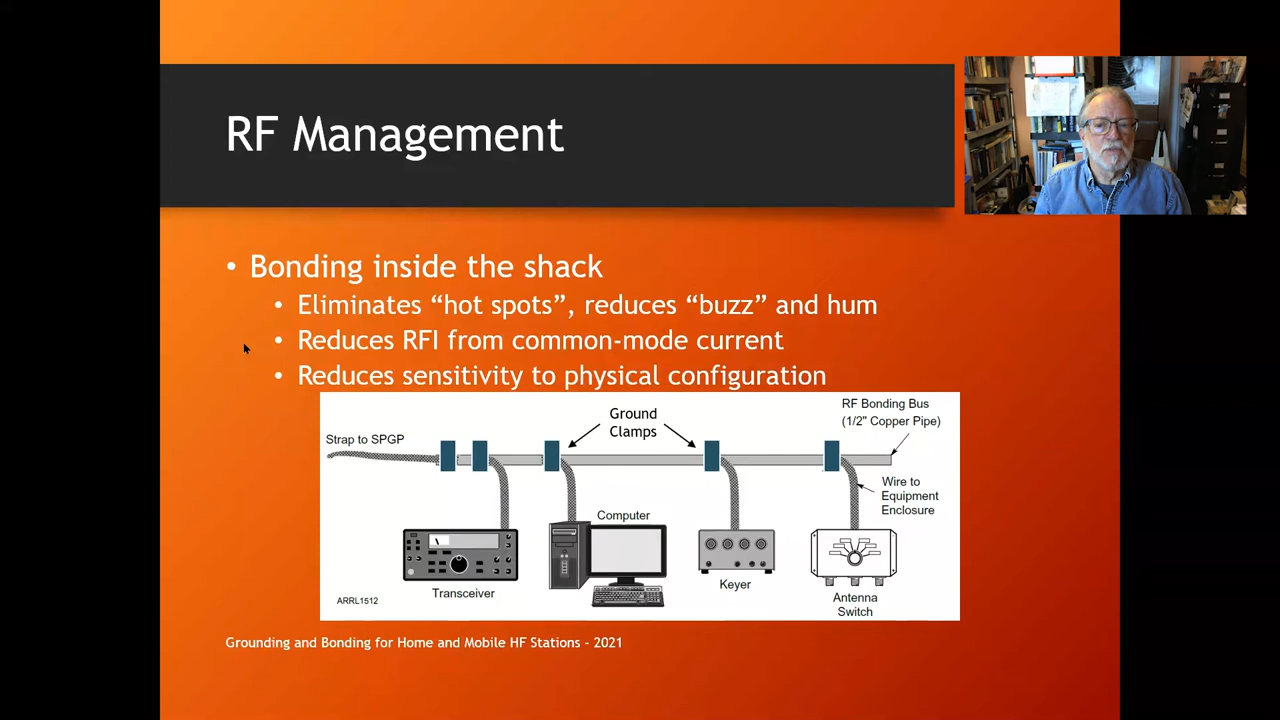 RF Management
• Bonding inside the shack
• Eliminates “hot spots”, reduces “buzz” and hum
• Reduces RFI from common-mode current
• Reduces sensitivity to physical configuration
RF Bonding Bus
(1/2" Copper Pipe)
Ground
Clamps
Strap to SPGP
Wire to
Equipment
Enclosure
Computer
Transceiver
Keyer
Antenna
Switch
ARRL1512
Grounding and Bonding for Home and Mobile HF Stations - 2021